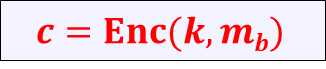 c = Enc(k, m_b)